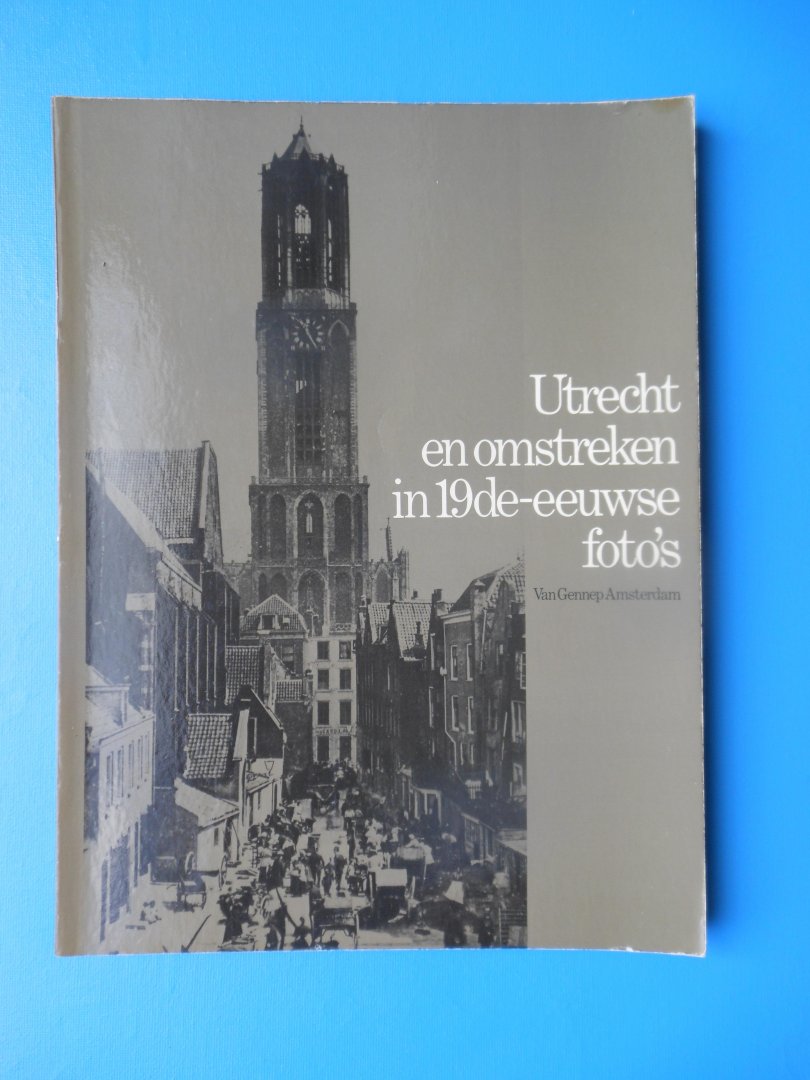 Utrecht
en omstreken
in 19de-eeuwse
foto's
Van Gennep Amsterdam